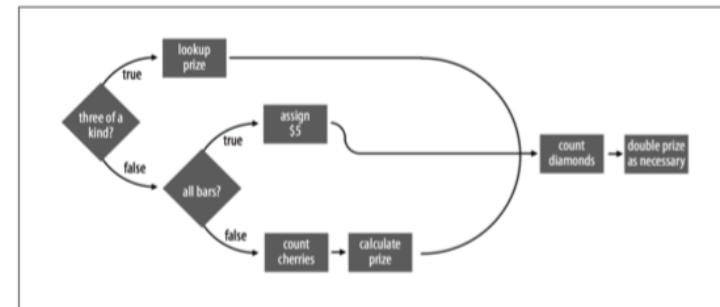 lookup
prize
true
three of a
kind?
false
assign
$5
true
all bars?
false
count
cherries
calculate
prize
count
diamonds
double prize
as necessary